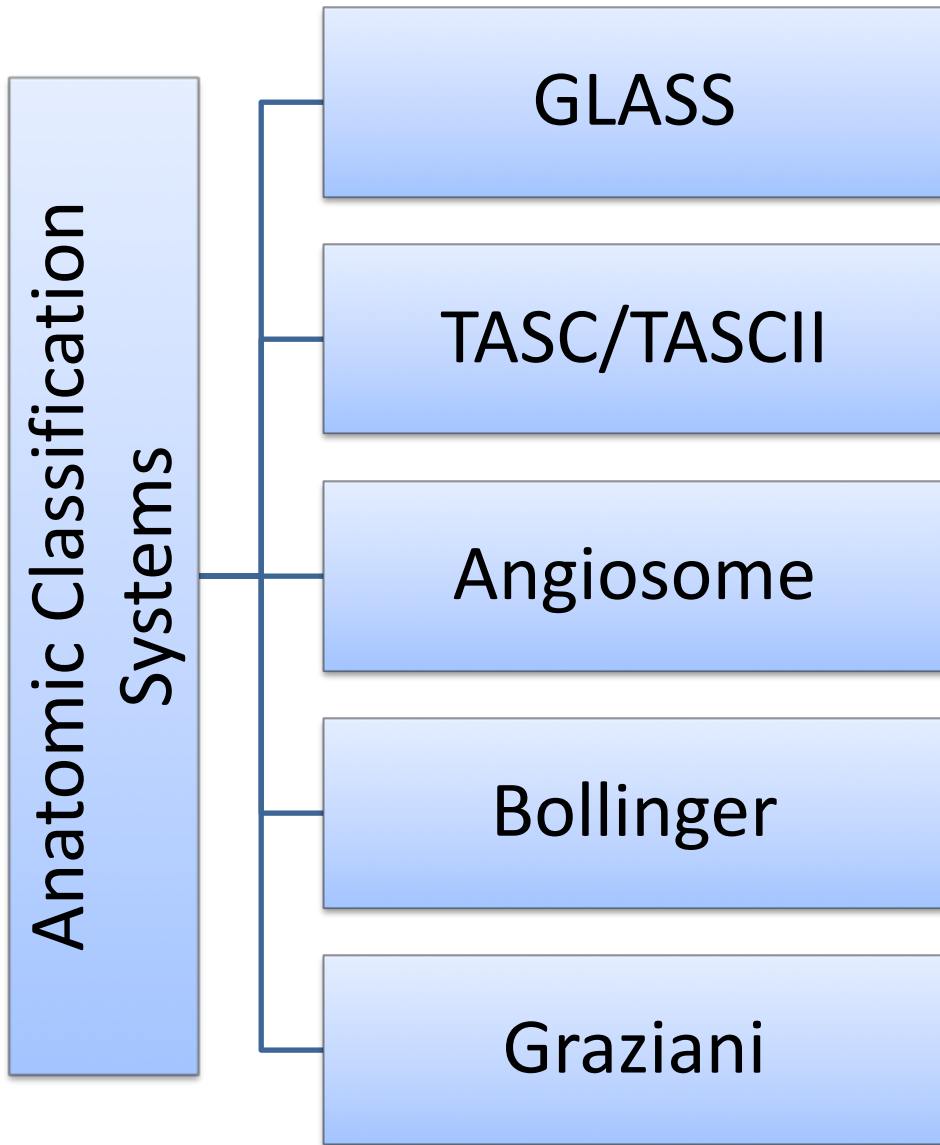 Anatomic Classification
Systems
GLASS
TASC/TASCII
Angiosome
Bollinger
Graziani